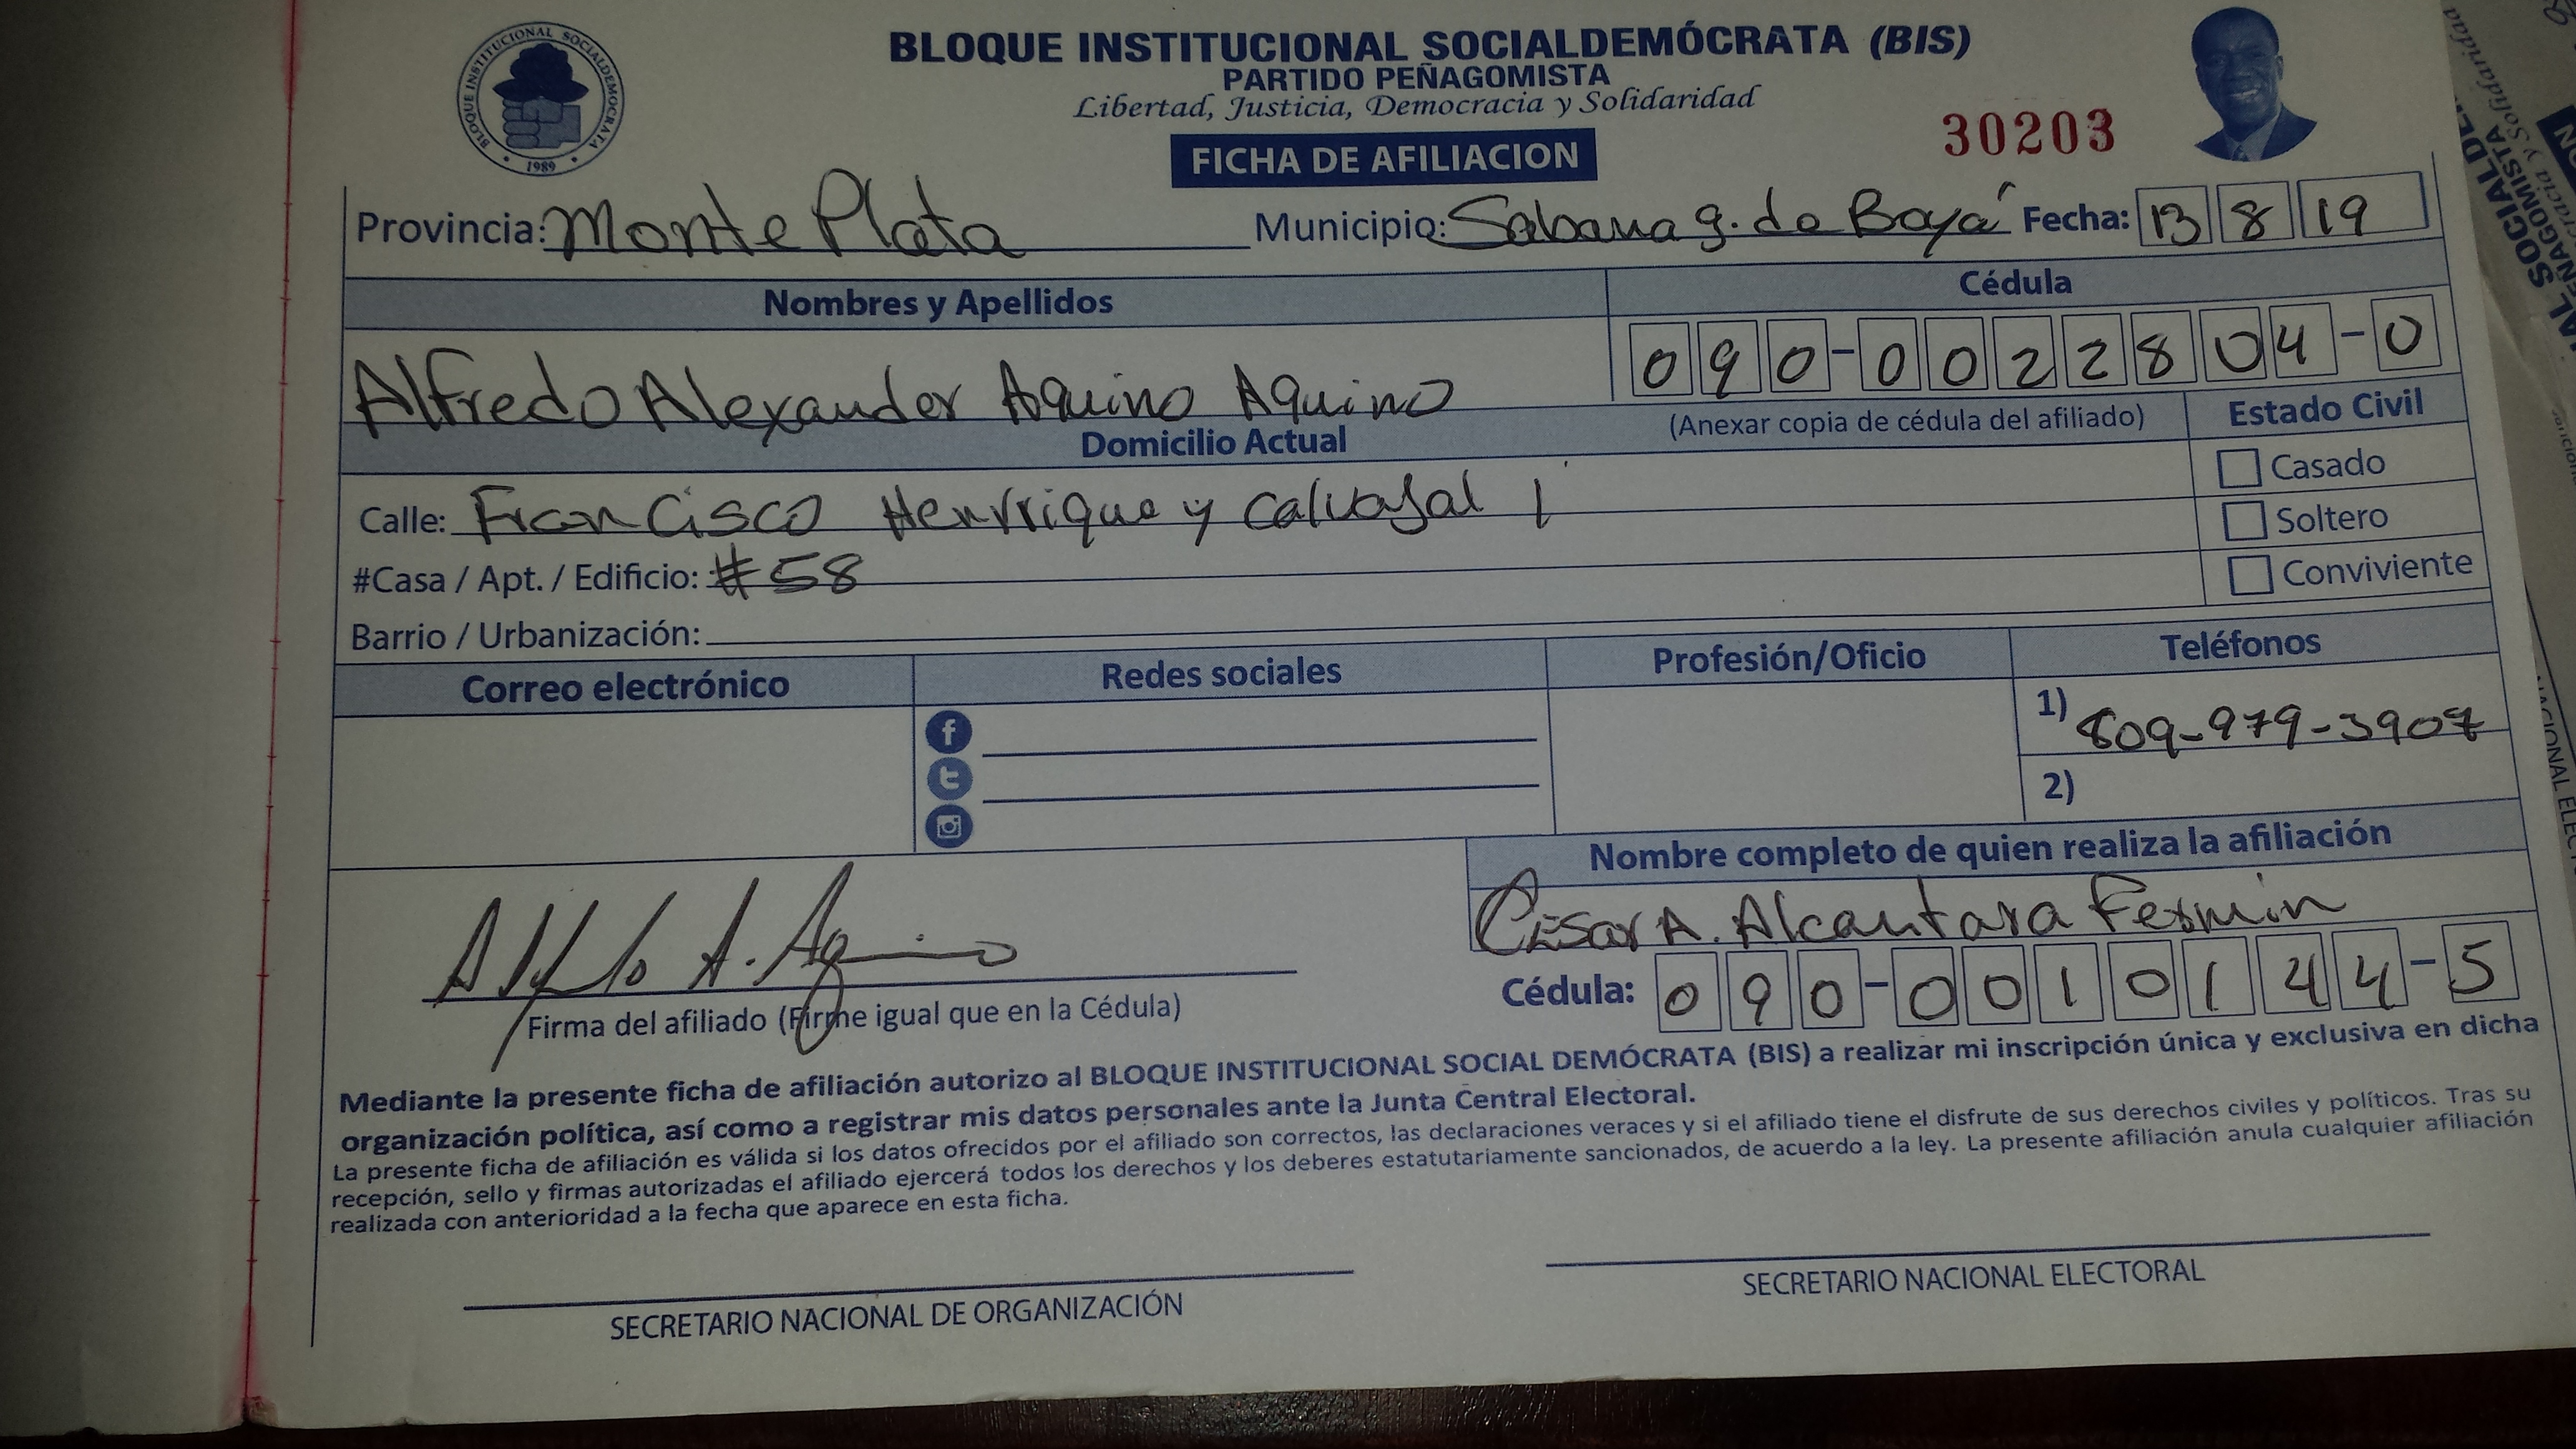 BLOQUE INSTITUCIONAL SOCIALDEMÓCRATA (BIS)
PARTIDO PEÑAGOMISTA
Libertad, Justicia, Democracia y Solidaridad
BLOQUE INSTITUCIONAL SOCIALDEMOCRATA
• 1989 •
30203
FICHA DE AFILIACION
Provincia: Monte Plata Municipio: Sabana g. de Boyá Fecha: 13 8 19
Nombres y Apellidos Cédula
Alfredo Alexander Aquino Aquino 090-0022804-0
(Anexar copia de cédula del afiliado) Estado Civil
Domicilio Actual
Casado
Calle: Francisco Henrrique y calvajal
Soltero
#Casa / Apt. / Edificio: #58
Conviviente
Barrio / Urbanización:
Correo electrónico Redes sociales Profesión/Oficio Teléfonos
1) 809-979-3907
2)
Nombre completo de quien realiza la afiliación
Cesar A. Alcantara Fermin
Alfredo A. Aquino
Cédula: 090-0010144-5
Firma del afiliado (Firme igual que en la Cédula)
Mediante la presente ficha de afiliación autorizo al BLOQUE INSTITUCIONAL SOCIAL DEMÓCRATA (BIS) a realizar mi inscripción única y exclusiva en dicha
organización política, así como a registrar mis datos personales ante la Junta Central Electoral.
La presente ficha de afiliación es válida si los datos ofrecidos por el afiliado son correctos, las declaraciones veraces y si el afiliado tiene el disfrute de sus derechos civiles y políticos. Tras su
recepción, sello y firmas autorizadas el afiliado ejercerá todos los derechos y los deberes estatutariamente sancionados, de acuerdo a la ley. La presente afiliación anula cualquier afiliación
realizada con anterioridad a la fecha que aparece en esta ficha.
SECRETARIO NACIONAL DE ORGANIZACIÓN
SECRETARIO NACIONAL ELECTORAL